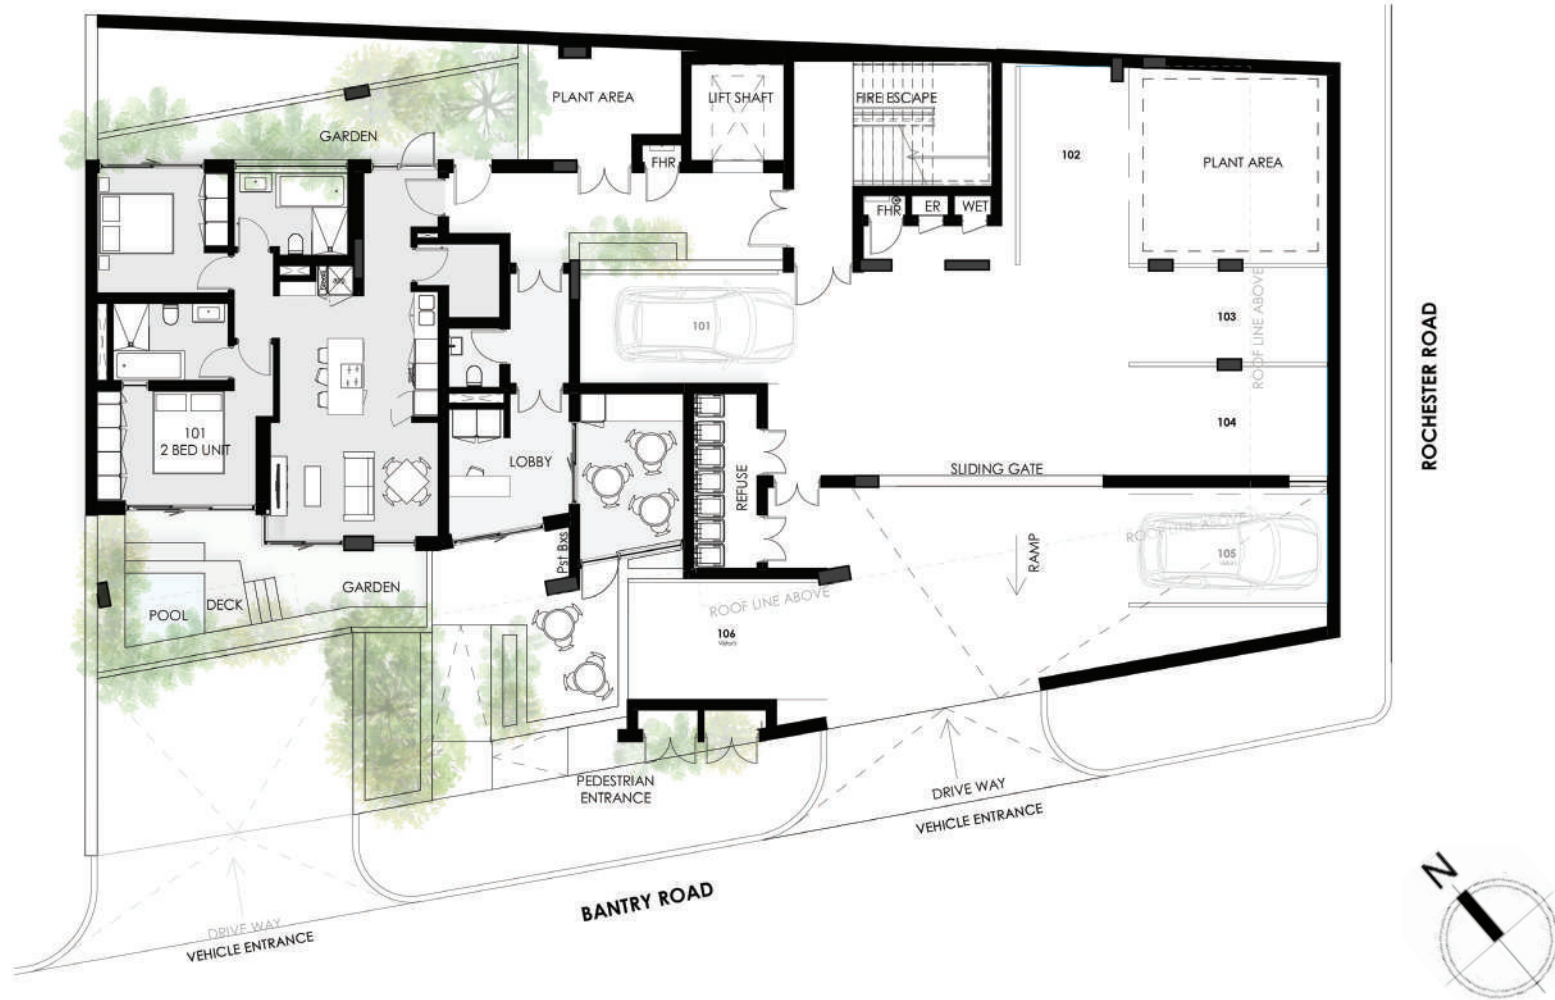 PLANT AREA
LIFT SHAFT
FIRE ESCAPE
GARDEN
FHR
102
PLANT AREA
FHR
ER
WET
101
103
ROOF LINE ABOVE
ROCHESTER ROAD
104
101
2 BED UNIT
LOBBY
REFUSE
SLIDING GATE
Pst Bxs
RAMP
ROOF LINE ABOVE
105
Visitors
GARDEN
POOL
DECK
ROOF LINE ABOVE
106
Visitors
PEDESTRIAN
ENTRANCE
DRIVE WAY
VEHICLE ENTRANCE
BANTRY ROAD
DRIVE WAY
VEHICLE ENTRANCE
N